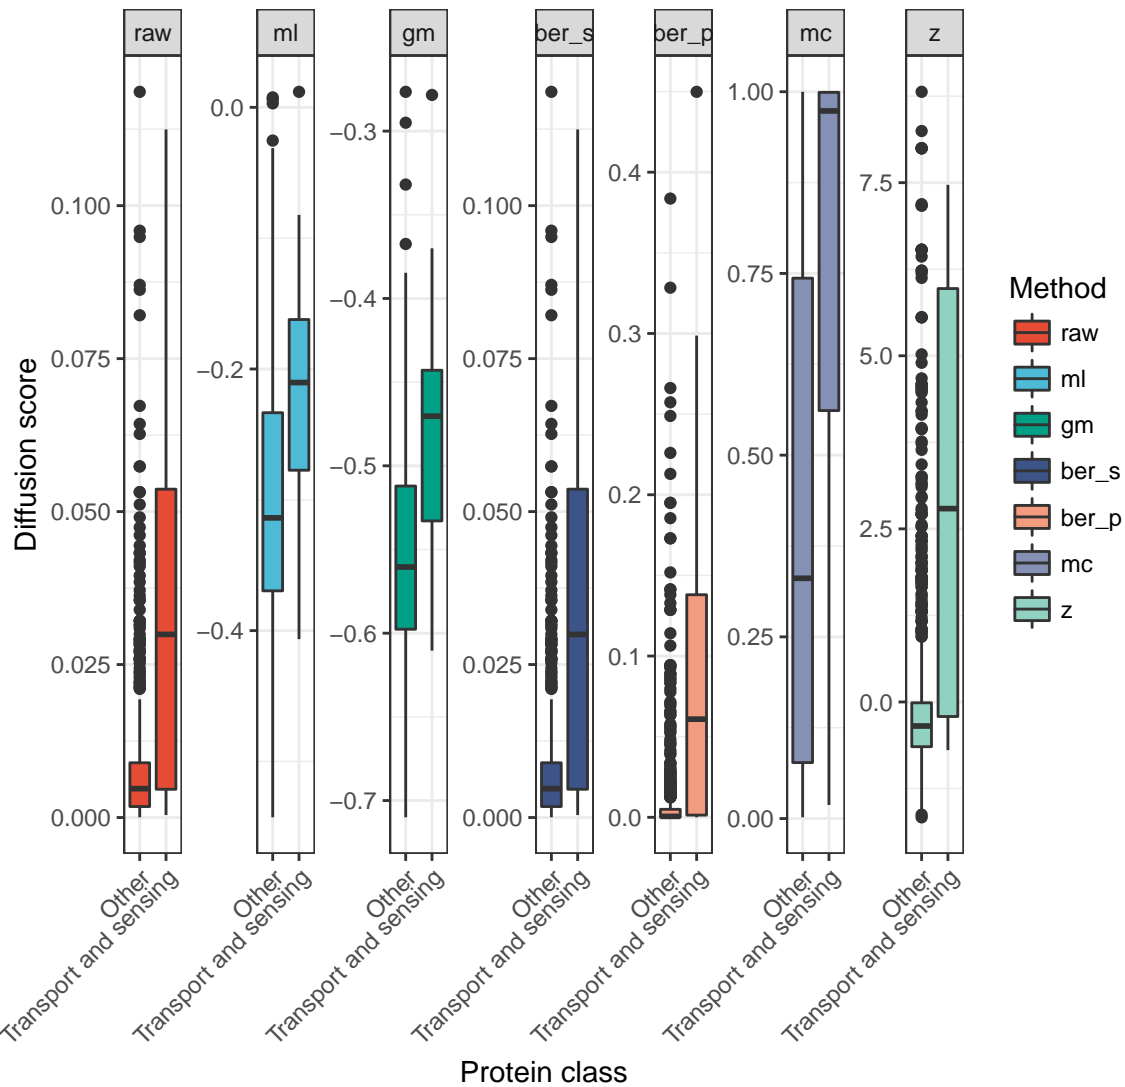 raw
ml
gm
ber_s
ber_p
mc
z
Diffusion score
0.100
0.075
0.050
0.025
0.000
0.0
−0.2
−0.4
−0.3
−0.4
−0.5
−0.6
−0.7
0.100
0.075
0.050
0.025
0.000
0.4
0.3
0.2
0.1
0.0
1.00
0.75
0.50
0.25
0.00
7.5
5.0
2.5
0.0
Other
Transport and sensing
Other
Transport and sensing
Other
Transport and sensing
Other
Transport and sensing
Other
Transport and sensing
Other
Transport and sensing
Other
Transport and sensing
Protein class
Method
raw
ml
gm
ber_s
ber_p
mc
z